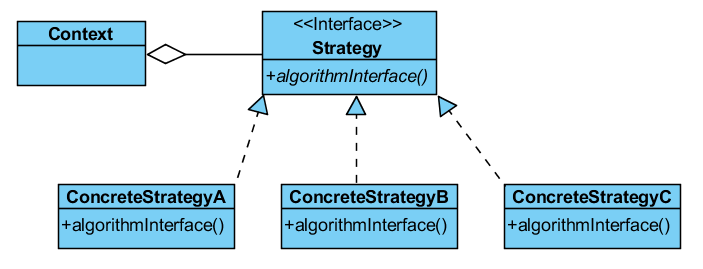 Context
<<Interface>>
Strategy
+algorithmInterface()
ConcreteStrategyA
+algorithmInterface()
ConcreteStrategyB
+algorithmInterface()
ConcreteStrategyC
+algorithmInterface()